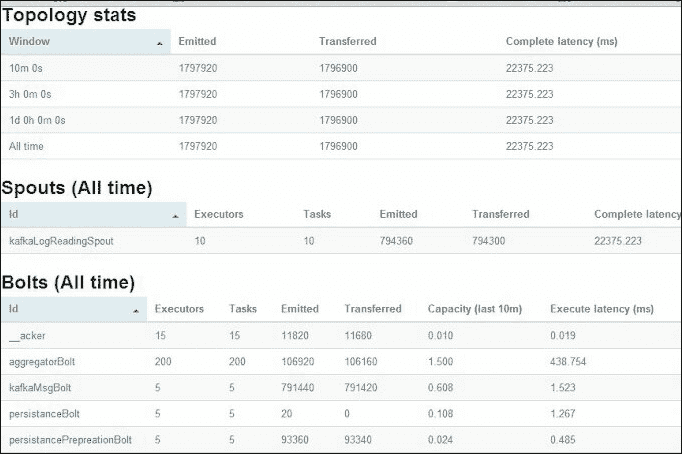 Topology stats
Window Emitted Transferred Complete latency (ms)
10m 0s 1797920 1796900 22375.223
3h 0m 0s 1797920 1796900 22375.223
1d 0h 0m 0s 1797920 1796900 22375.223
All time 1797920 1796900 22375.223
Spouts (All time)
Id Executors Tasks Emitted Transferred Complete latency
kafkaLogReadingSpout 10 10 794360 794300 22375.223
Bolts (All time)
Id Executors Tasks Emitted Transferred Capacity (last 10m) Execute latency (ms)
__acker 15 15 11820 11680 0.010 0.019
aggregatorBolt 200 200 106920 106160 1.500 438.754
kafkaMsgBolt 5 5 791440 791420 0.608 1.523
persistanceBolt 5 5 20 0 0.108 1.267
persistancePrepreationBolt 5 5 93360 93340 0.024 0.485